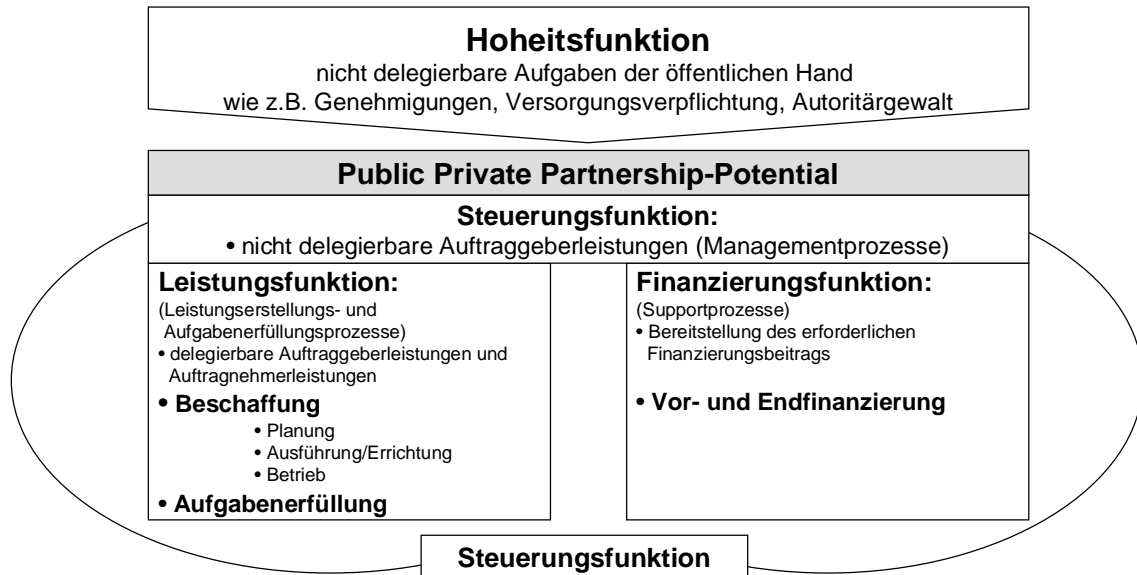 Hoheitsfunktion
nicht delegierbare Aufgaben der öffentlichen Hand
wie z.B. Genehmigungen, Versorgungsverpflichtung, Autoritärgewalt
Public Private Partnership-Potential
Steuerungsfunktion:
• nicht delegierbare Auftraggeberleistungen (Managementprozesse)
Leistungsfunktion:
(Leistungserstellungs- und
Aufgabenerfüllungsprozesse)
• delegierbare Auftraggeberleistungen und
Auftragnehmerleistungen
• Beschaffung
• Planung
• Ausführung/Errichtung
• Betrieb
• Aufgabenerfüllung
Finanzierungsfunktion:
(Supportprozesse)
• Bereitstellung des erforderlichen
Finanzierungsbeitrags
• Vor- und Endfinanzierung
Steuerungsfunktion